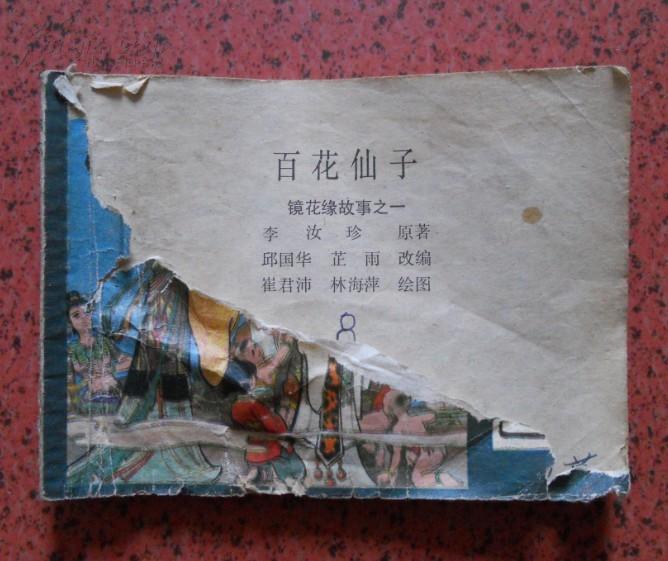 百花仙子
镜花缘故事之一
李汝珍 原著
邱国华 芷雨 改编
崔君沛 林海萍 绘图
8